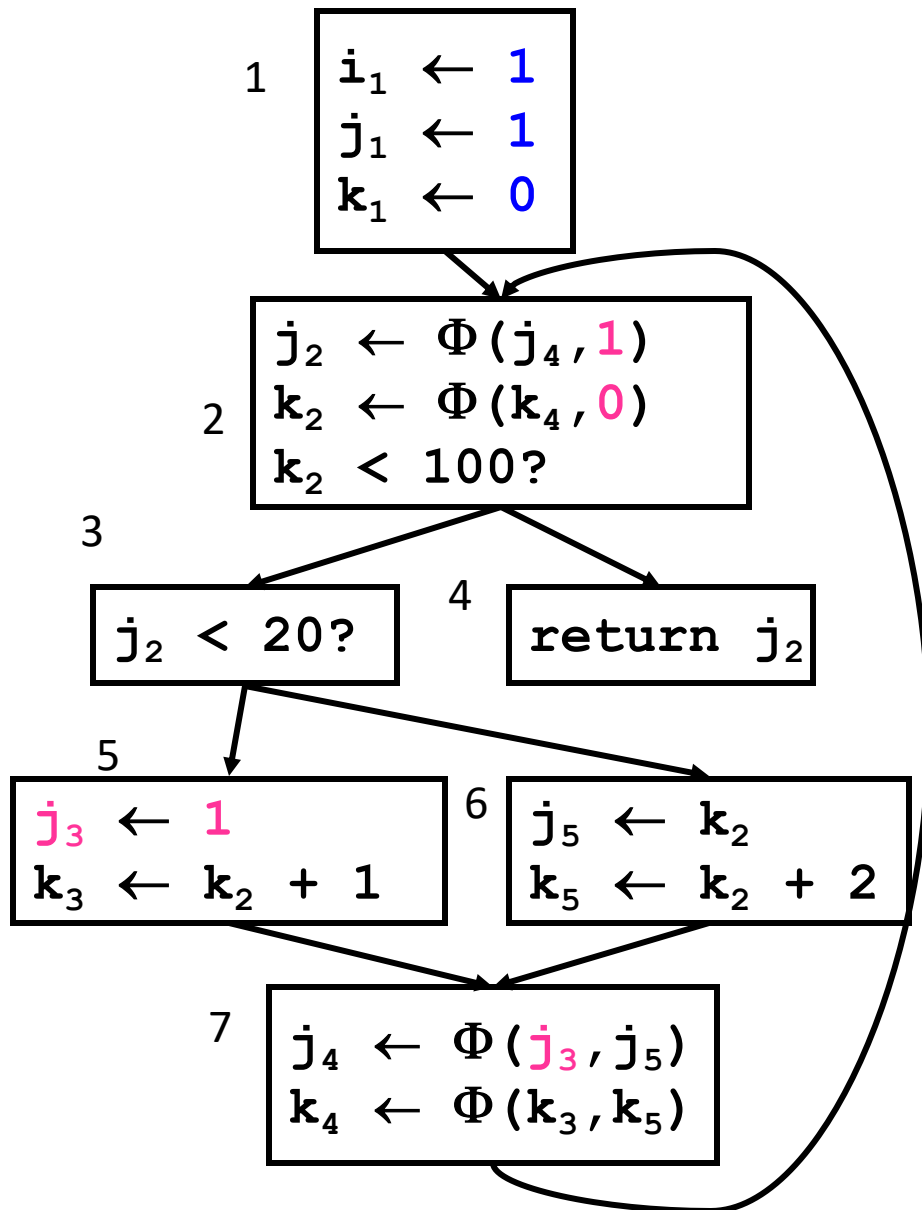 1
i₁ ← 1
j₁ ← 1
k₁ ← 0
2
j₂ ← Φ(j₄,1)
k₂ ← Φ(k₄,0)
k₂ < 100?
3
j₂ < 20?
4
return j₂
5
j₃ ← 1
k₃ ← k₂ + 1
6
j₅ ← k₂
k₅ ← k₂ + 2
7
j₄ ← Φ(j₃,j₅)
k₄ ← Φ(k₃,k₅)